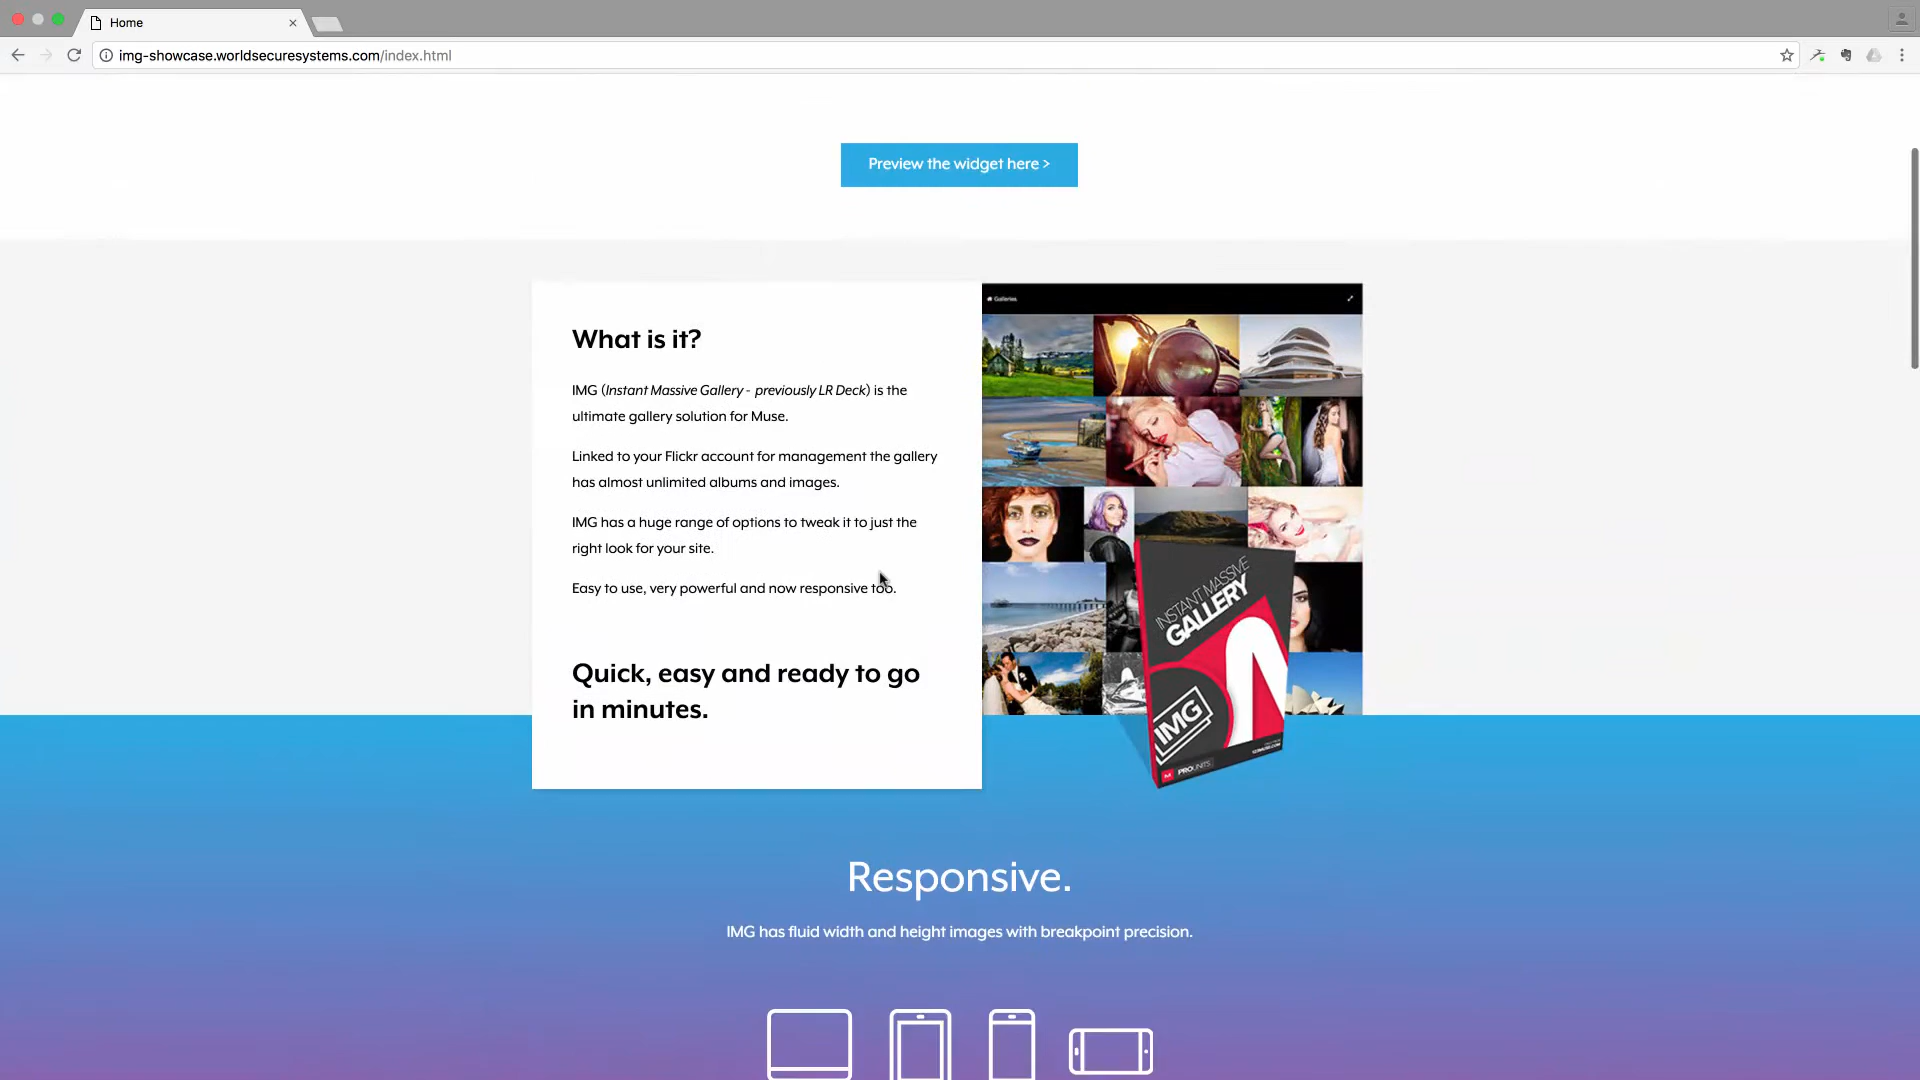 Home
img-showcase.worldsecuresystems.com/index.html
Preview the widget here >
What is it?
IMG (Instant Massive Gallery - previously LR Deck) is the
ultimate gallery solution for Muse.
Linked to your Flickr account for management the gallery
has almost unlimited albums and images.
IMG has a huge range of options to tweak it to just the
right look for your site.
Easy to use, very powerful and now responsive too.
Quick, easy and ready to go
in minutes.
Galleries
INSTANT MASSIVE
GALLERY
IMG
PROUNITS
Responsive.
IMG has fluid width and height images with breakpoint precision.